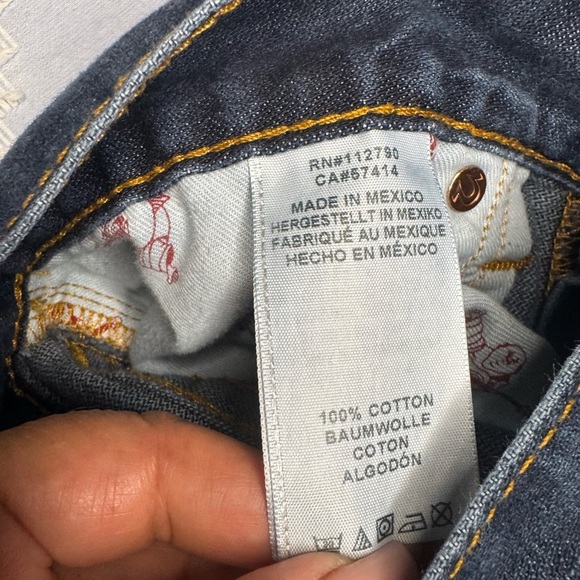 RN#112790
CA#57414
MADE IN MEXICO
HERGESTELLT IN MEXIKO
FABRIQUÉ AU MEXIQUE
HECHO EN MÉXICO
100% COTTON
BAUMWOLLE
COTON
ALGODÓN